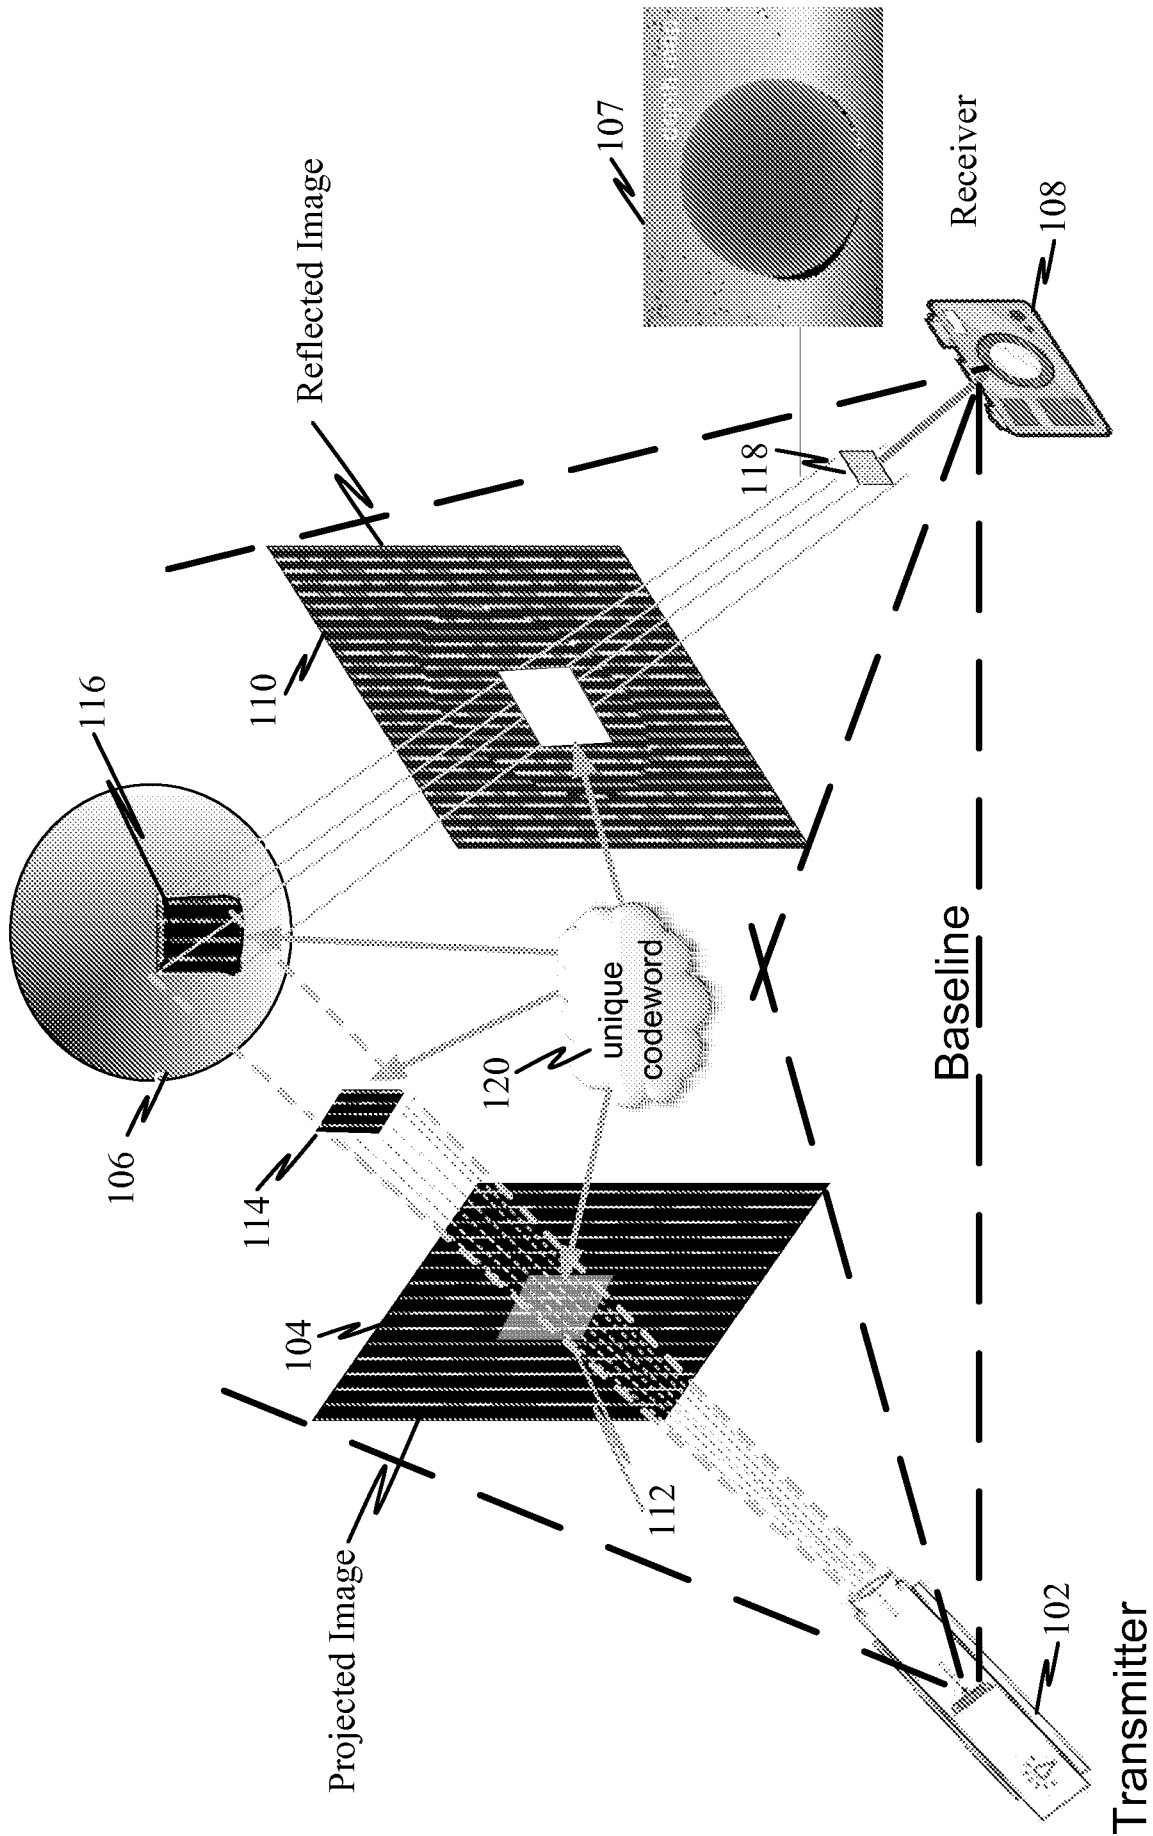 116
106
114
110
Reflected Image
107
104
Projected Image
120
unique
codeword
118
112
Receiver
108
Baseline
102
Transmitter